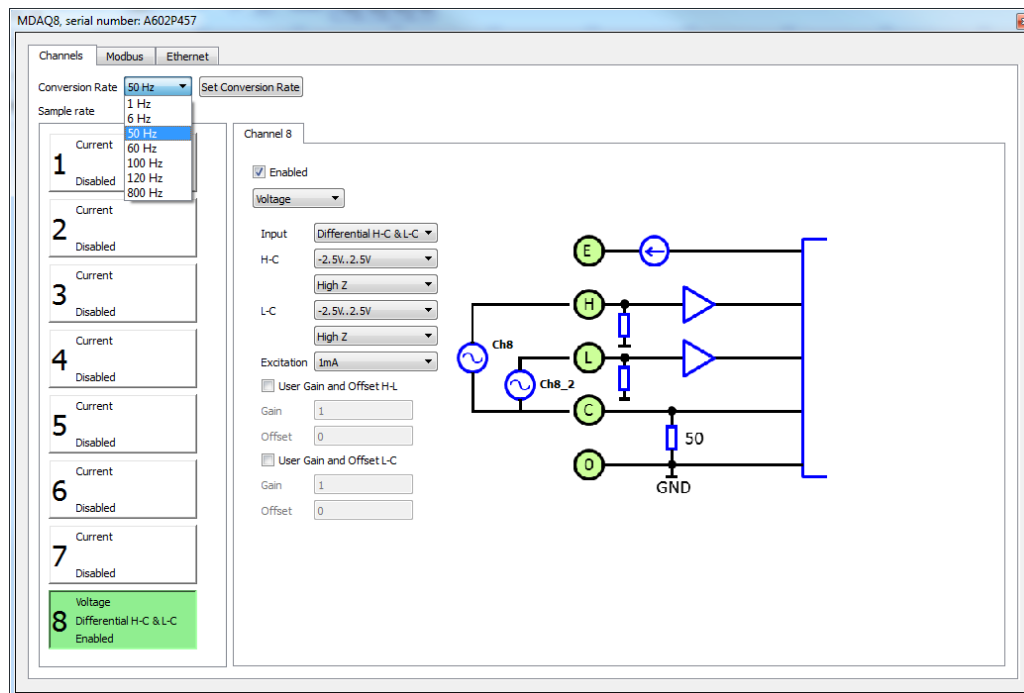 MDAQ8, serial number: A602P457
Channels Modbus Ethernet
Conversion Rate 50 Hz Set Conversion Rate
Sample rate
1 Hz
6 Hz
50 Hz
60 Hz
100 Hz
120 Hz
800 Hz
1 Current
Disabled
2 Current
Disabled
3 Current
Disabled
4 Current
Disabled
5 Current
Disabled
6 Current
Disabled
7 Current
Disabled
8 Voltage
Differential H-C & L-C
Enabled
Channel 8
Enabled
Voltage
Input Differential H-C & L-C
H-C -2.5V..2.5V
High Z
L-C -2.5V..2.5V
High Z
Excitation 1mA
User Gain and Offset H-L
Gain 1
Offset 0
User Gain and Offset L-C
Gain 1
Offset 0
E
H
Ch8
L
Ch8_2
C
50
O
GND